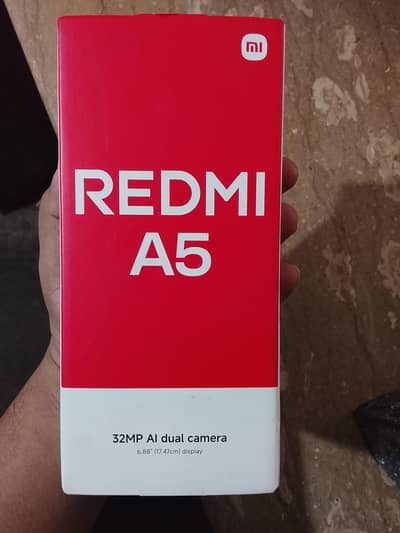 mi
REDMI
A5
32MP AI dual camera
6.88" (17.47cm) display